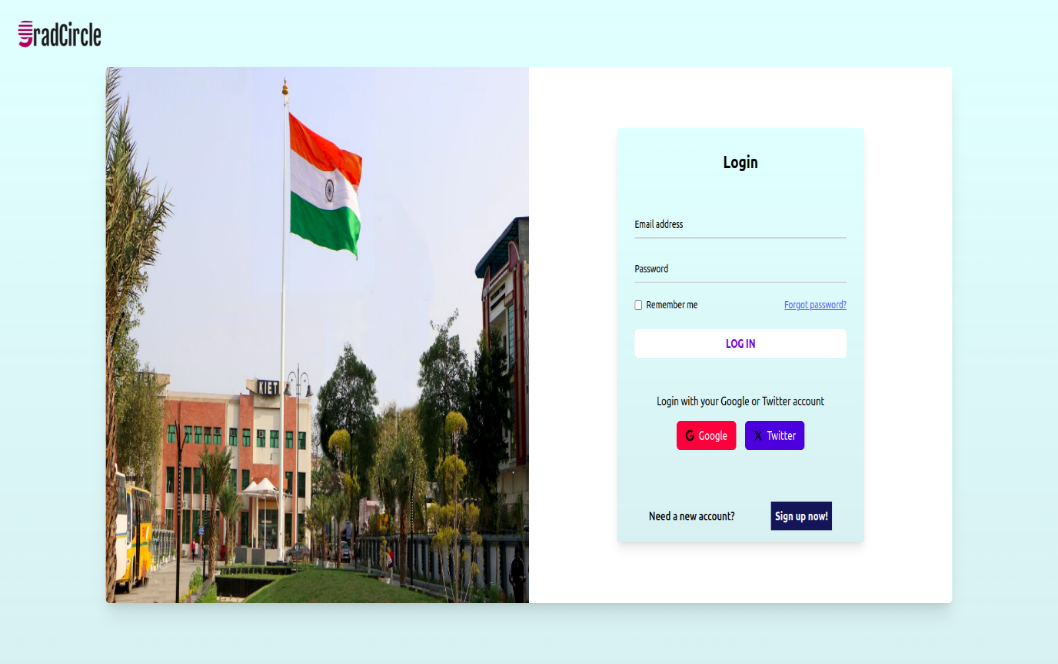 gradCircle
KIET
Login
Email address
Password
Remember me Forgot password?
LOG IN
Login with your Google or Twitter account
G Google X Twitter
Need a new account? Sign up now!